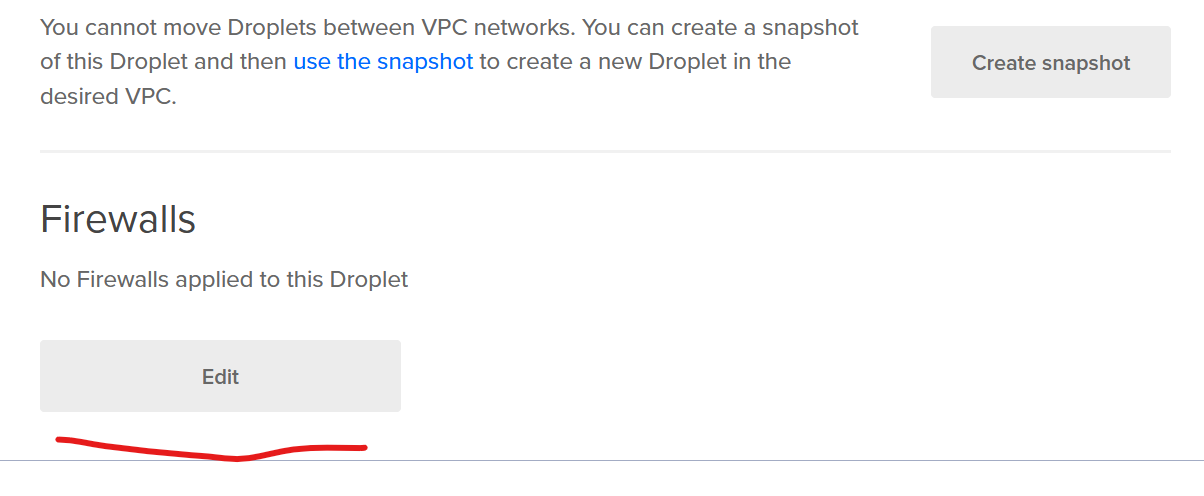 You cannot move Droplets between VPC networks. You can create a snapshot
of this Droplet and then use the snapshot to create a new Droplet in the
desired VPC.
Create snapshot
Firewalls
No Firewalls applied to this Droplet
Edit